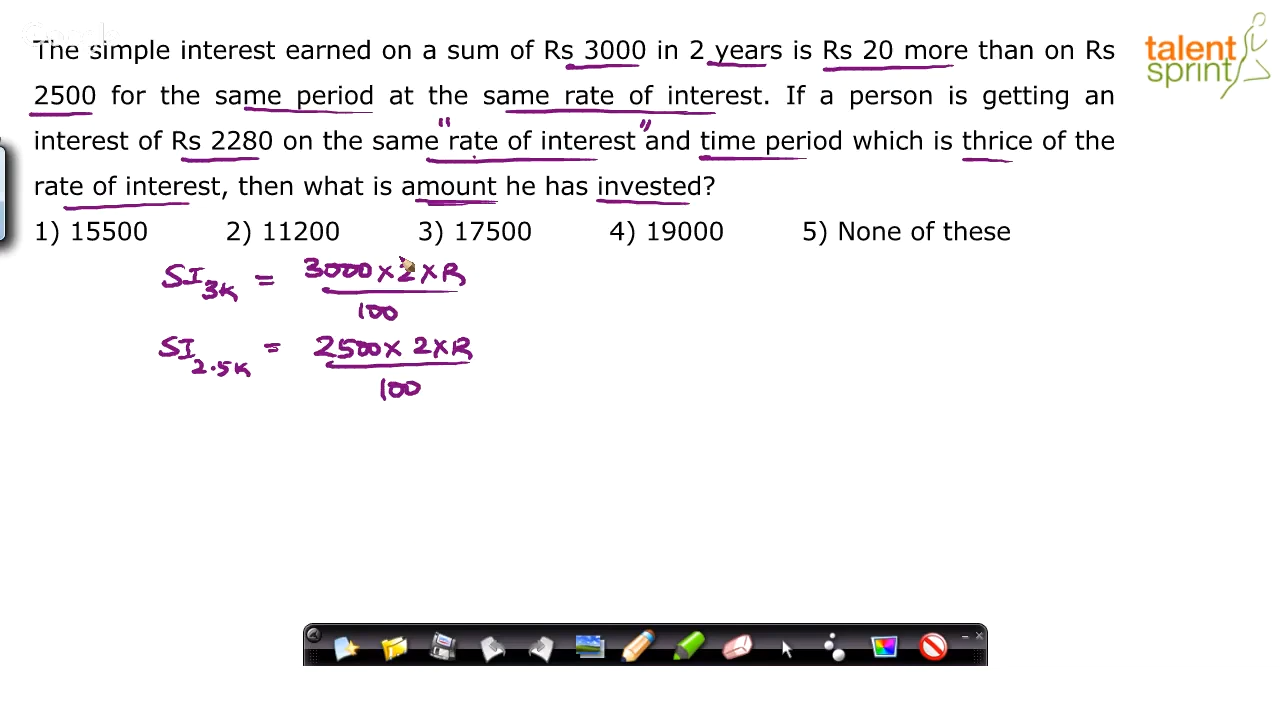 Google
The simple interest earned on a sum of Rs 3000 in 2 years is Rs 20 more than on Rs
2500 for the same period at the same rate of interest. If a person is getting an
interest of Rs 2280 on the same "rate of interest" and time period which is thrice of the
rate of interest, then what is amount he has invested?
1) 15500 2) 11200 3) 17500 4) 19000 5) None of these
talent
sprint
SI3K = 3000 × 2 × R
100
SI2.5K = 2500 × 2 × R
100